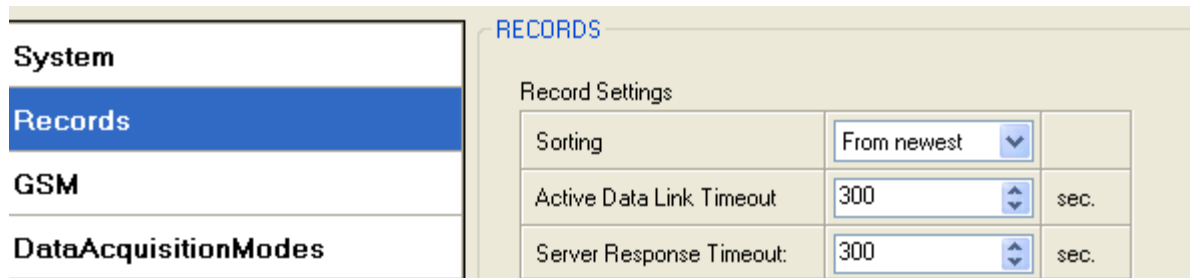 System
Records
GSM
DataAcquisitionModes
RECORDS
Record Settings
Sorting From newest
Active Data Link Timeout 300 sec.
Server Response Timeout: 300 sec.